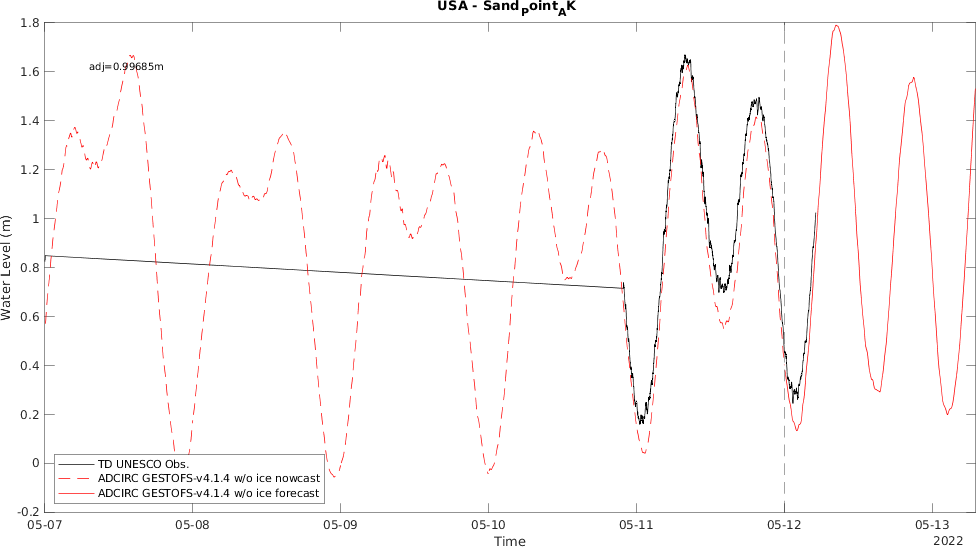 USA - Sand_Point_AK
adj=0.99685m
1.8
1.6
1.4
1.2
1
0.8
0.6
0.4
0.2
0
-0.2
Water Level (m)
TD UNESCO Obs.
ADCIRC GESTOFS-v4.1.4 w/o ice nowcast
ADCIRC GESTOFS-v4.1.4 w/o ice forecast
05-07 05-08 05-09 05-10 05-11 05-12 05-13
Time
2022